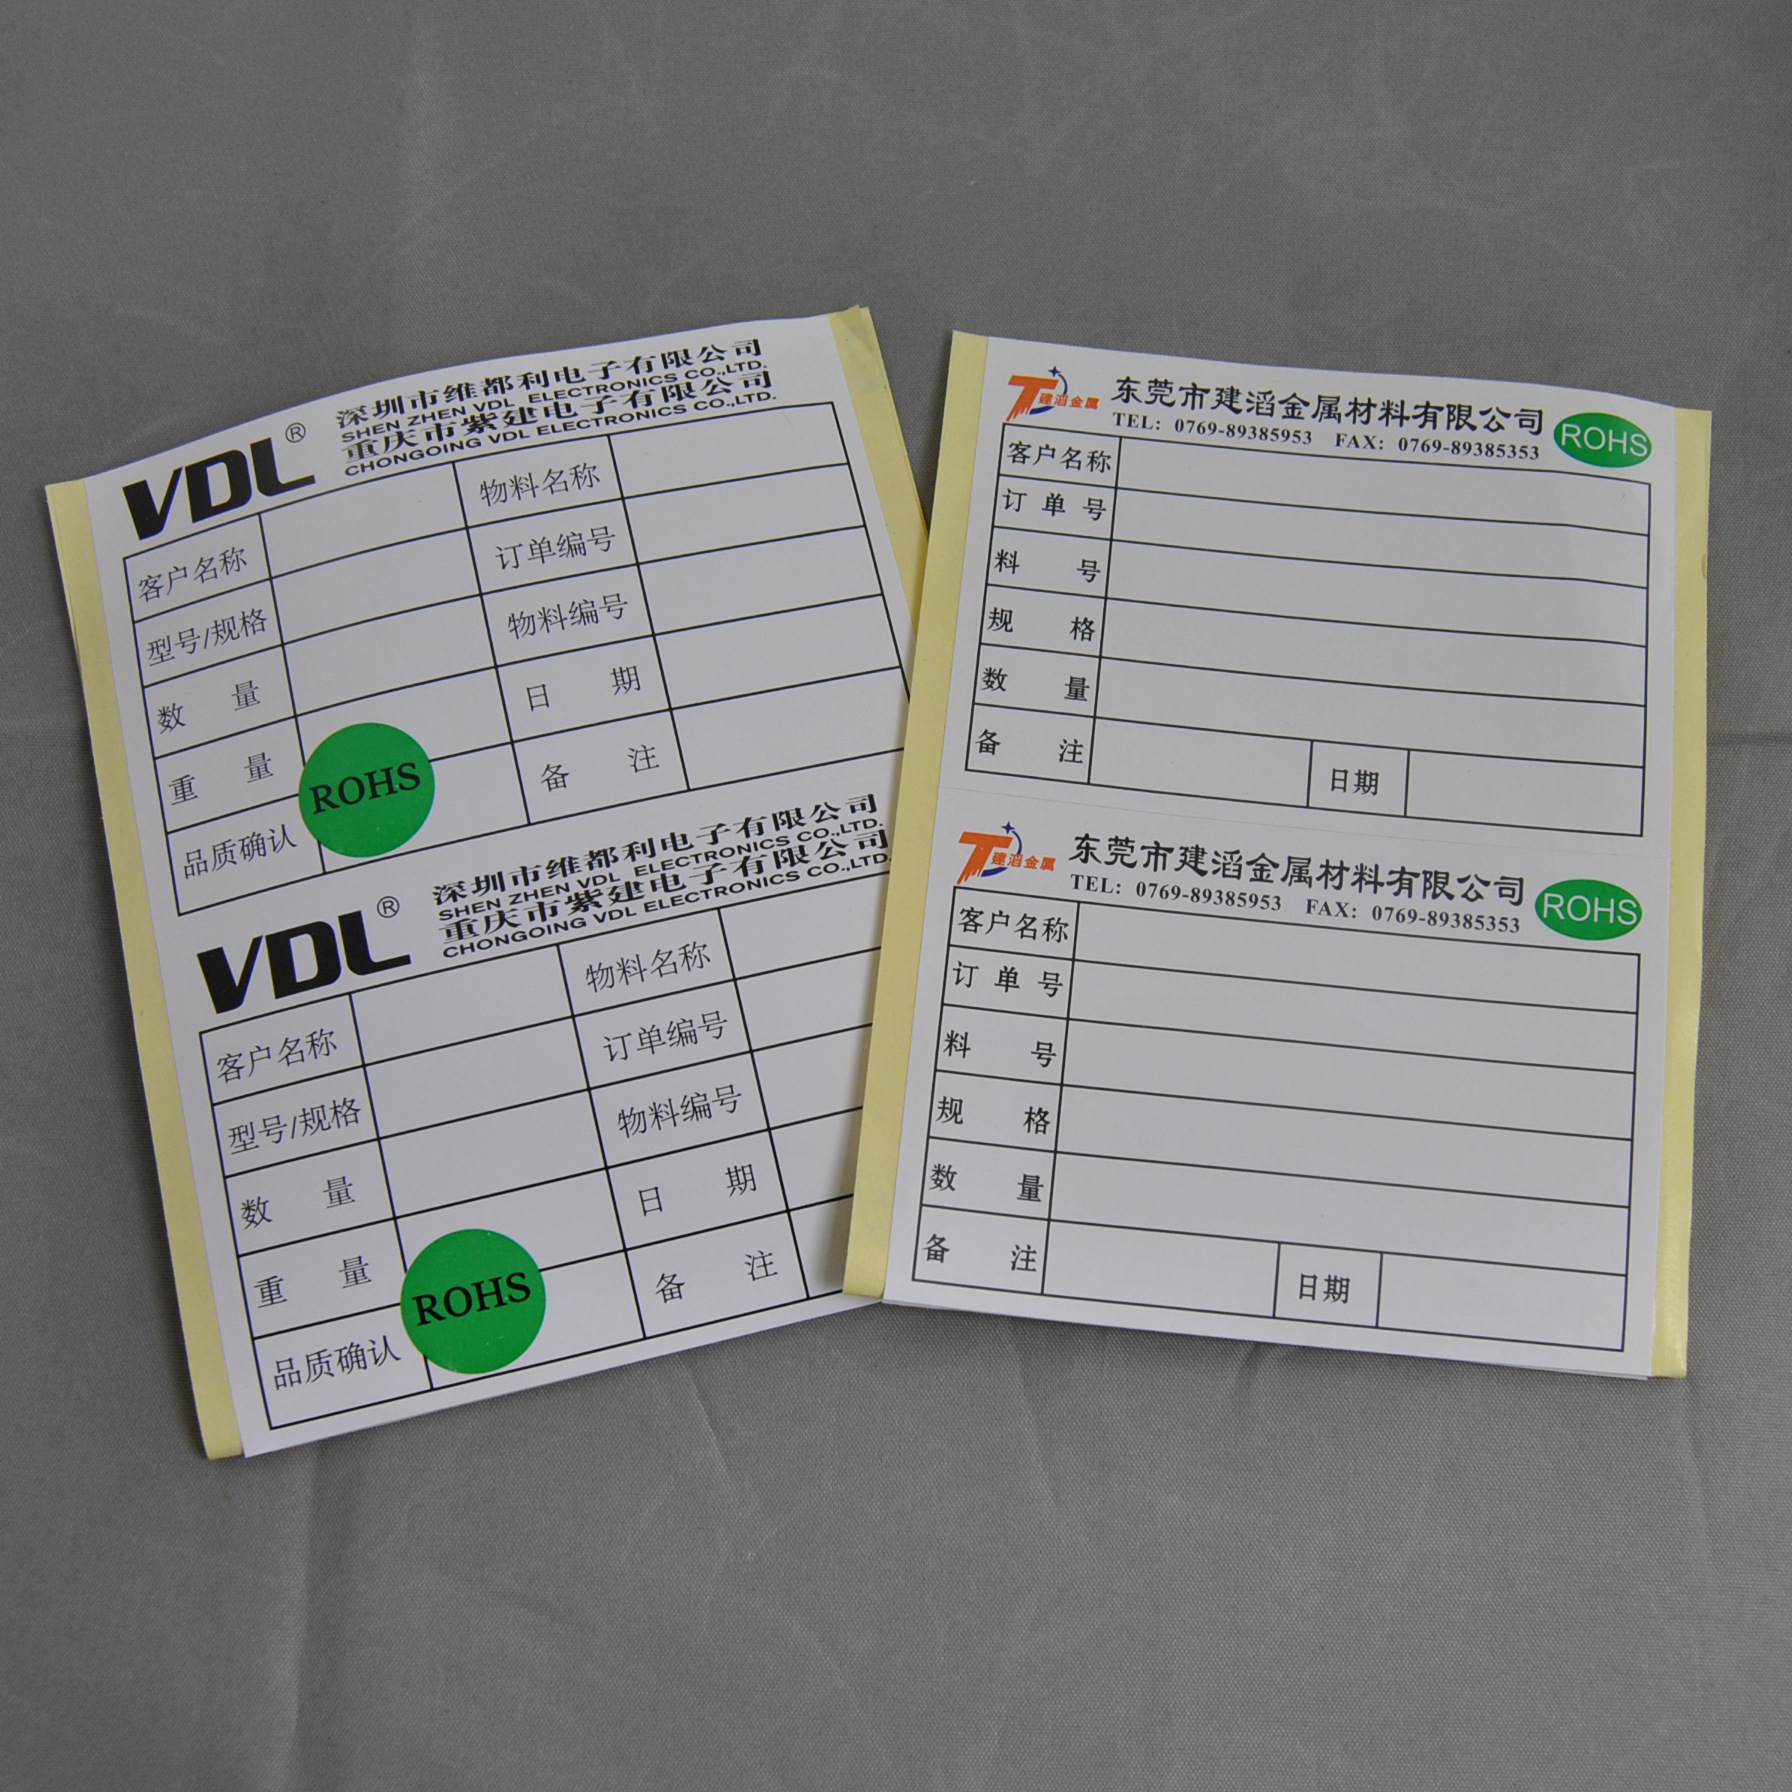 VDL®
深圳市维都利电子有限公司
SHEN ZHEN VDL ELECTRONICS CO.,LTD.
重庆市紫建电子有限公司
CHONGOING VDL ELECTRONICS CO.,LTD.
客户名称 物料名称
型号/规格 订单编号
数 量 物料编号
重 量 日 期
品质确认 ROHS 备 注
VDL®
深圳市维都利电子有限公司
SHEN ZHEN VDL ELECTRONICS CO.,LTD.
重庆市紫建电子有限公司
CHONGOING VDL ELECTRONICS CO.,LTD.
客户名称 物料名称
型号/规格 订单编号
数 量 物料编号
重 量 日 期
品质确认 ROHS 备 注
建滔金属 东莞市建滔金属材料有限公司 ROHS
TEL: 0769-89385953 FAX: 0769-89385353
客户名称
订 单 号
料 号
规 格
数 量
备 注 日期
建滔金属 东莞市建滔金属材料有限公司 ROHS
TEL: 0769-89385953 FAX: 0769-89385353
客户名称
订 单 号
料 号
规 格
数 量
备 注 日期